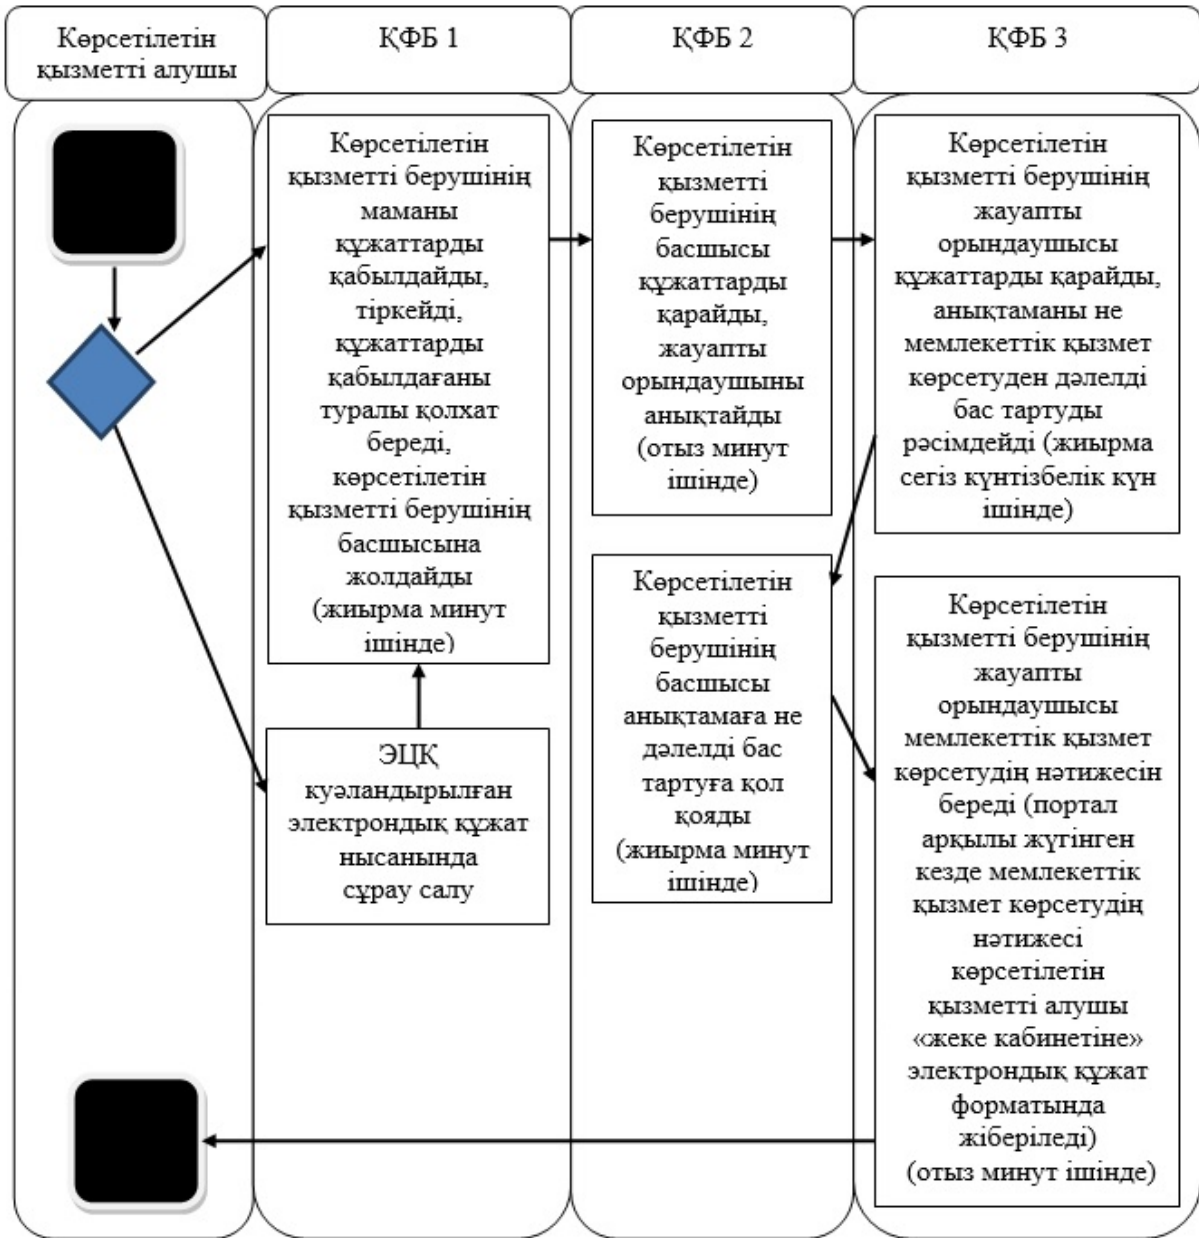 Көрсетілетін
қызметті алушы
ҚФБ 1
ҚФБ 2
ҚФБ 3
Көрсетілетін
қызметті берушінің
маманы
құжаттарды
қабылдайды,
тіркейді,
құжаттарды
қабылдағаны
туралы қолхат
береді,
көрсетілетін
қызметті берушінің
басшысына
жолдайды
(жиырма минут
ішінде)
ЭЦҚ
куәландырылған
электрондық құжат
нысанында
сұрау салу
Көрсетілетін
қызметті
берушінің
басшысы
құжаттарды
қарайды,
жауапты
орындаушыны
анықтайды
(отыз минут
ішінде)
Көрсетілетін
қызметті
берушінің
басшысы
анықтамаға не
дәлелді бас
тартуға қол
қояды
(жиырма минут
ішінде)
Көрсетілетін
қызметті берушінің
жауапты
орындаушысы
құжаттарды қарайды,
анықтаманы не
мемлекеттік қызмет
көрсетуден дәлелді
бас тартуды
рәсімдейді (жиырма
сегіз күнтізбелік күн
ішінде)
Көрсетілетін
қызметті берушінің
жауапты
орындаушысы
мемлекеттік қызмет
көрсетудің нәтижесін
береді (портал
арқылы жүгінген
кезде мемлекеттік
қызмет көрсетудің
нәтижесі
көрсетілетін
қызметті алушы
«жеке кабинетіне»
электрондық құжат
форматында
жіберіледі)
(отыз минут ішінде)